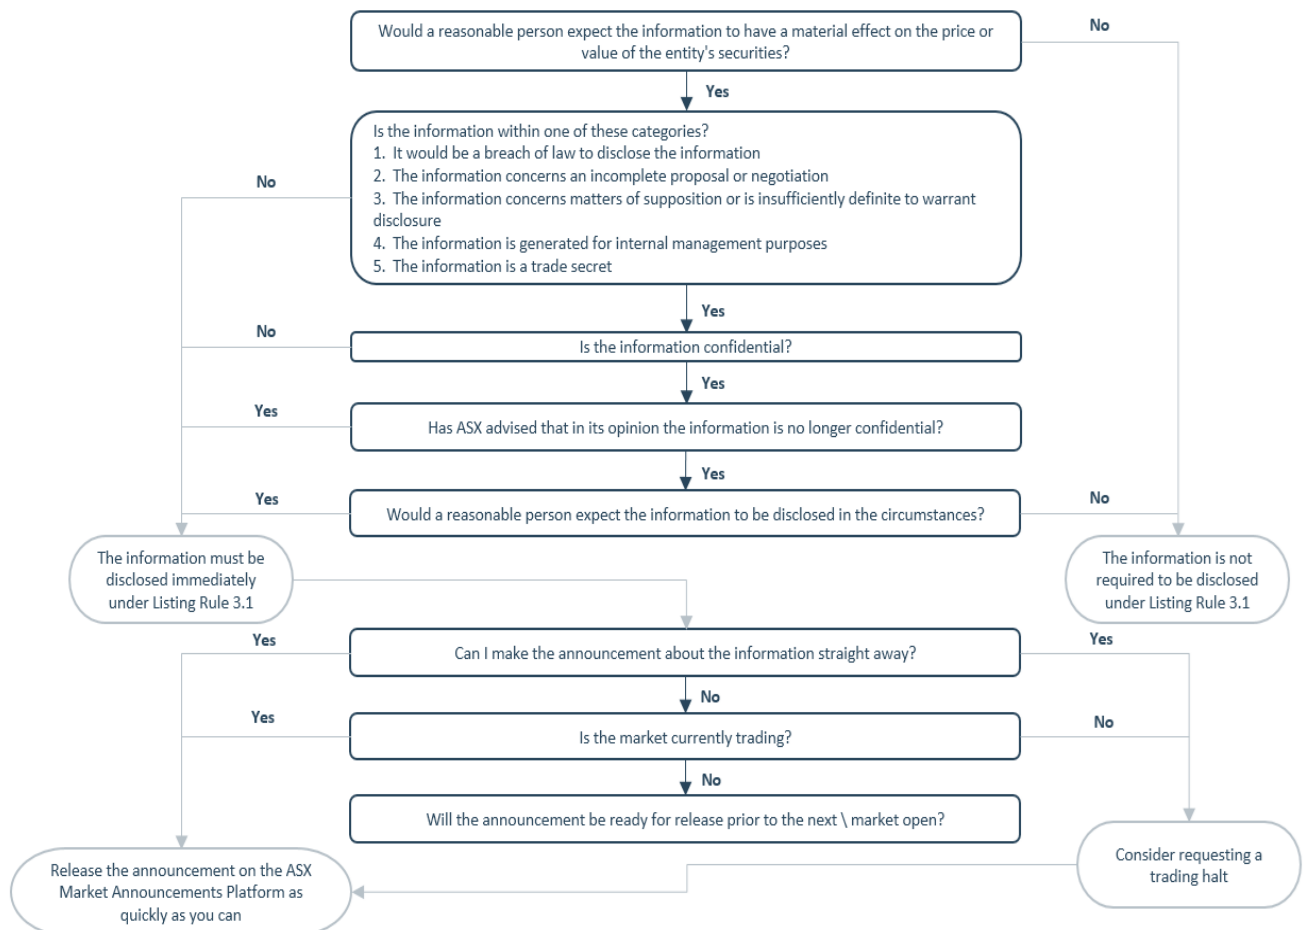 Would a reasonable person expect the information to have a material effect on the price or
value of the entity's securities?
No
Yes
Is the information within one of these categories?
1. It would be a breach of law to disclose the information
2. The information concerns an incomplete proposal or negotiation
3. The information concerns matters of supposition or is insufficiently definite to warrant
disclosure
4. The information is generated for internal management purposes
5. The information is a trade secret
No
Yes
No
Is the information confidential?
Yes
Yes
Has ASX advised that in its opinion the information is no longer confidential?
Yes
Yes
Would a reasonable person expect the information to be disclosed in the circumstances?
No
The information must be
disclosed immediately
under Listing Rule 3.1
The information is not
required to be disclosed
under Listing Rule 3.1
Yes
Can I make the announcement about the information straight away?
Yes
No
Yes
Is the market currently trading?
No
No
Will the announcement be ready for release prior to the next \ market open?
Release the announcement on the ASX
Market Announcements Platform as
quickly as you can
Consider requesting a
trading halt